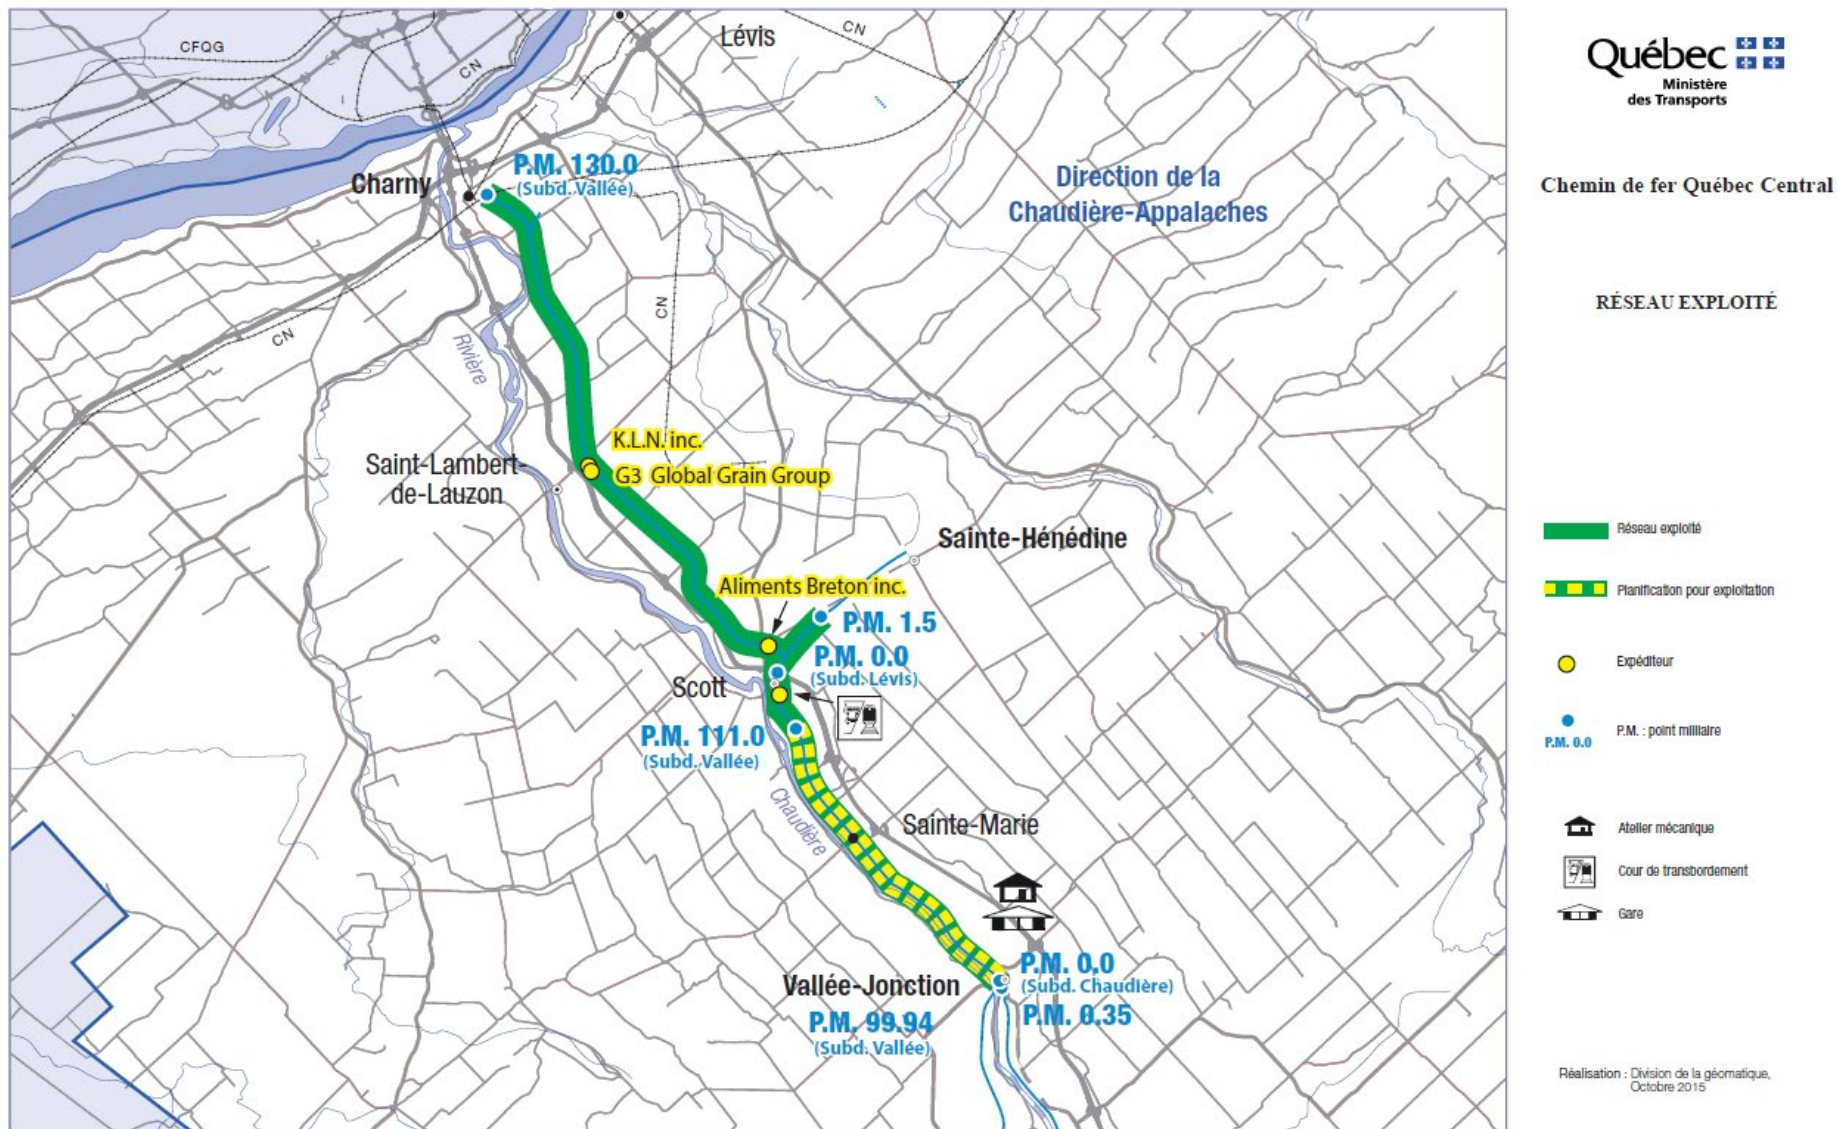 CFQG
CN
Lévis
CN
Charny
P.M. 130.0
(Subd. Vallée)
Direction de la
Chaudière-Appalaches
CN
CN
Rivière
K.L.N. inc.
G3 Global Grain Group
Saint-Lambert-
de-Lauzon
Sainte-Hénédine
Aliments Breton inc.
P.M. 1.5
P.M. 0.0
(Subd. Lévis)
Scott
P.M. 111.0
(Subd. Vallée)
Chaudière
Sainte-Marie
Vallée-Jonction
P.M. 99.94
(Subd. Vallée)
P.M. 0.0
(Subd. Chaudière)
P.M. 0.35
Québec
Ministère
des Transports
Chemin de fer Québec Central
RÉSEAU EXPLOITÉ
Réseau exploité
Planification pour exploitation
Expéditeur
P.M. : point milliaire
P.M. 0.0
Atelier mécanique
Cour de transbordement
Gare
Réalisation : Division de la géomatique,
Octobre 2015